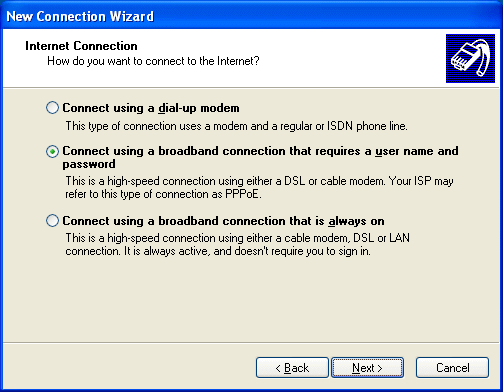 New Connection Wizard
Internet Connection
How do you want to connect to the Internet?
Connect using a dial-up modem
This type of connection uses a modem and a regular or ISDN phone line.
Connect using a broadband connection that requires a user name and
password
This is a high-speed connection using either a DSL or cable modem. Your ISP may
refer to this type of connection as PPPoE.
Connect using a broadband connection that is always on
This is a high-speed connection using either a cable modem, DSL or LAN
connection. It is always active, and doesn't require you to sign in.
< Back
Next >
Cancel